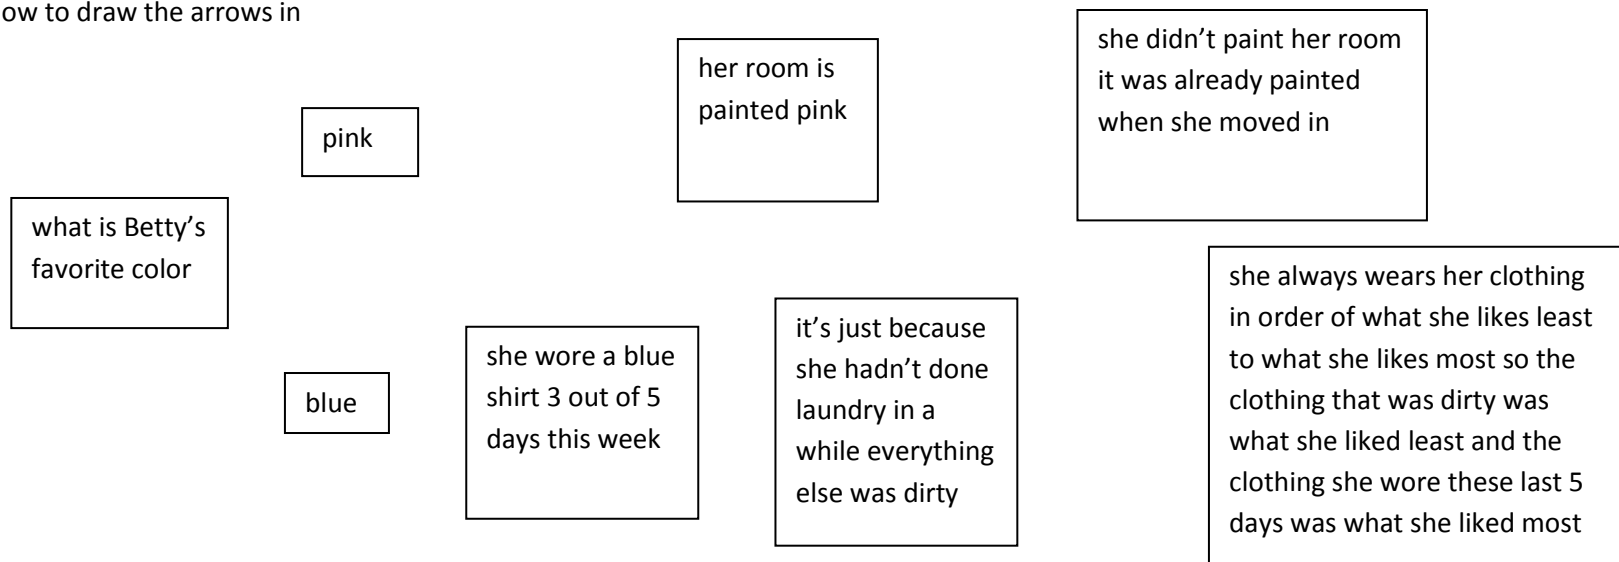 ow to draw the arrows in
pink
what is Betty's
favorite color
blue
her room is
painted pink
she didn't paint her room
it was already painted
when she moved in
she wore a blue
shirt 3 out of 5
days this week
it's just because
she hadn't done
laundry in a
while everything
else was dirty
she always wears her clothing
in order of what she likes least
to what she likes most so the
clothing that was dirty was
what she liked least and the
clothing she wore these last 5
days was what she liked most